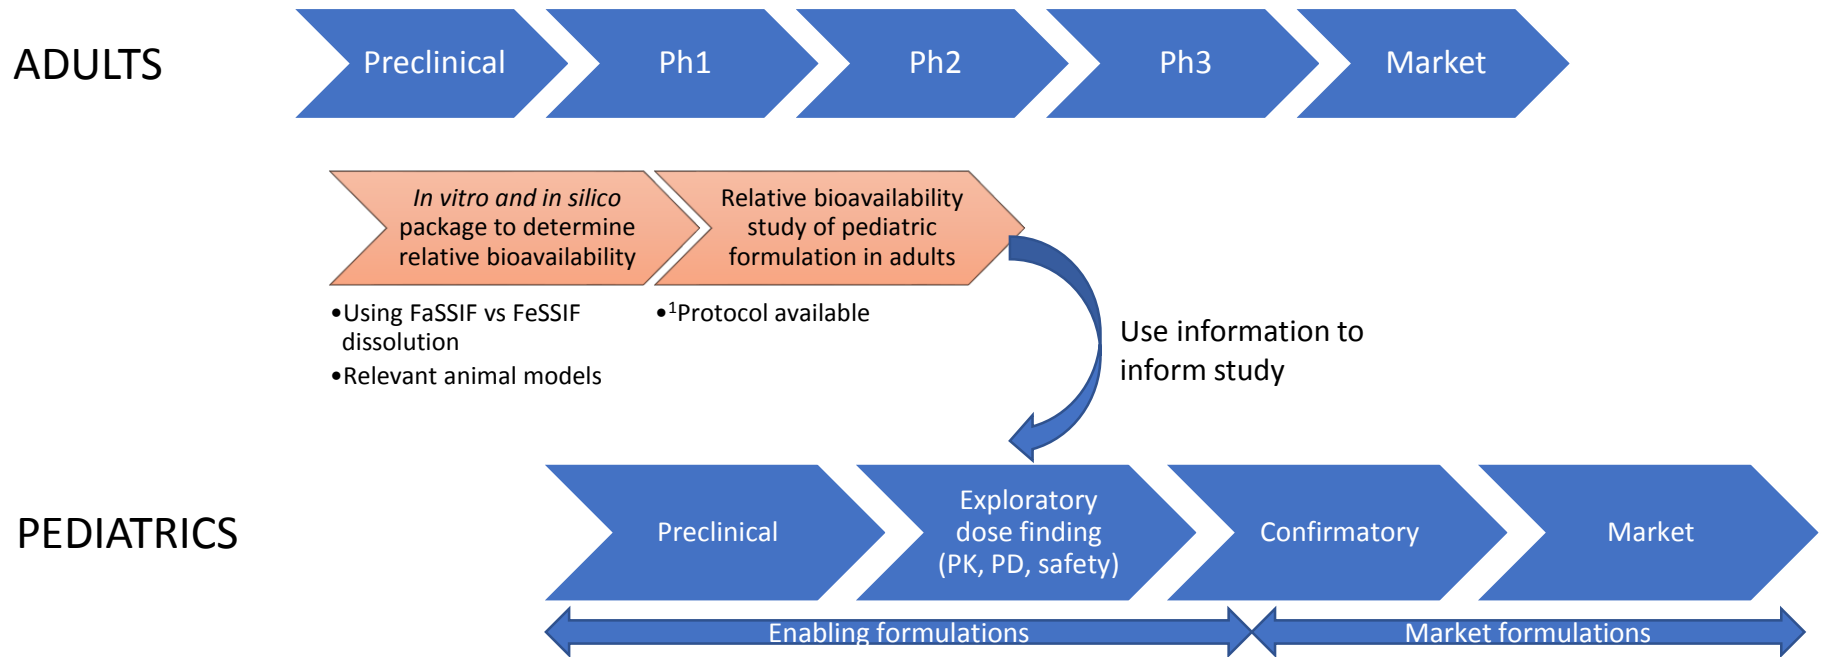 ADULTS
Preclinical
Ph1
Ph2
Ph3
Market
In vitro and in silico
package to determine
relative bioavailability
Relative bioavailability
study of pediatric
formulation in adults
•Using FaSSIF vs FeSSIF
dissolution
•Relevant animal models
•¹Protocol available
Use information to
inform study
PEDIATRICS
Preclinical
Exploratory
dose finding
(PK, PD, safety)
Confirmatory
Market
Enabling formulations
Market formulations